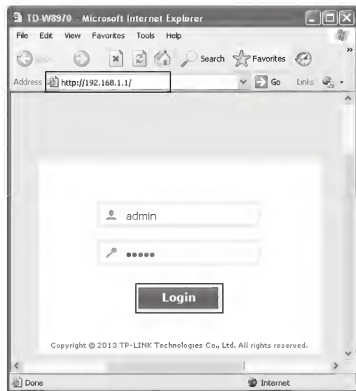 TD-W8970 - Microsoft Internet Explorer
File Edit View Favorites Tools Help
Search Favorites
Address http://192.168.1.1/ Go Links
admin
•••••
Login
Copyright © 2013 TP-LINK Technologies Co., Ltd. All rights reserved.
Done Internet